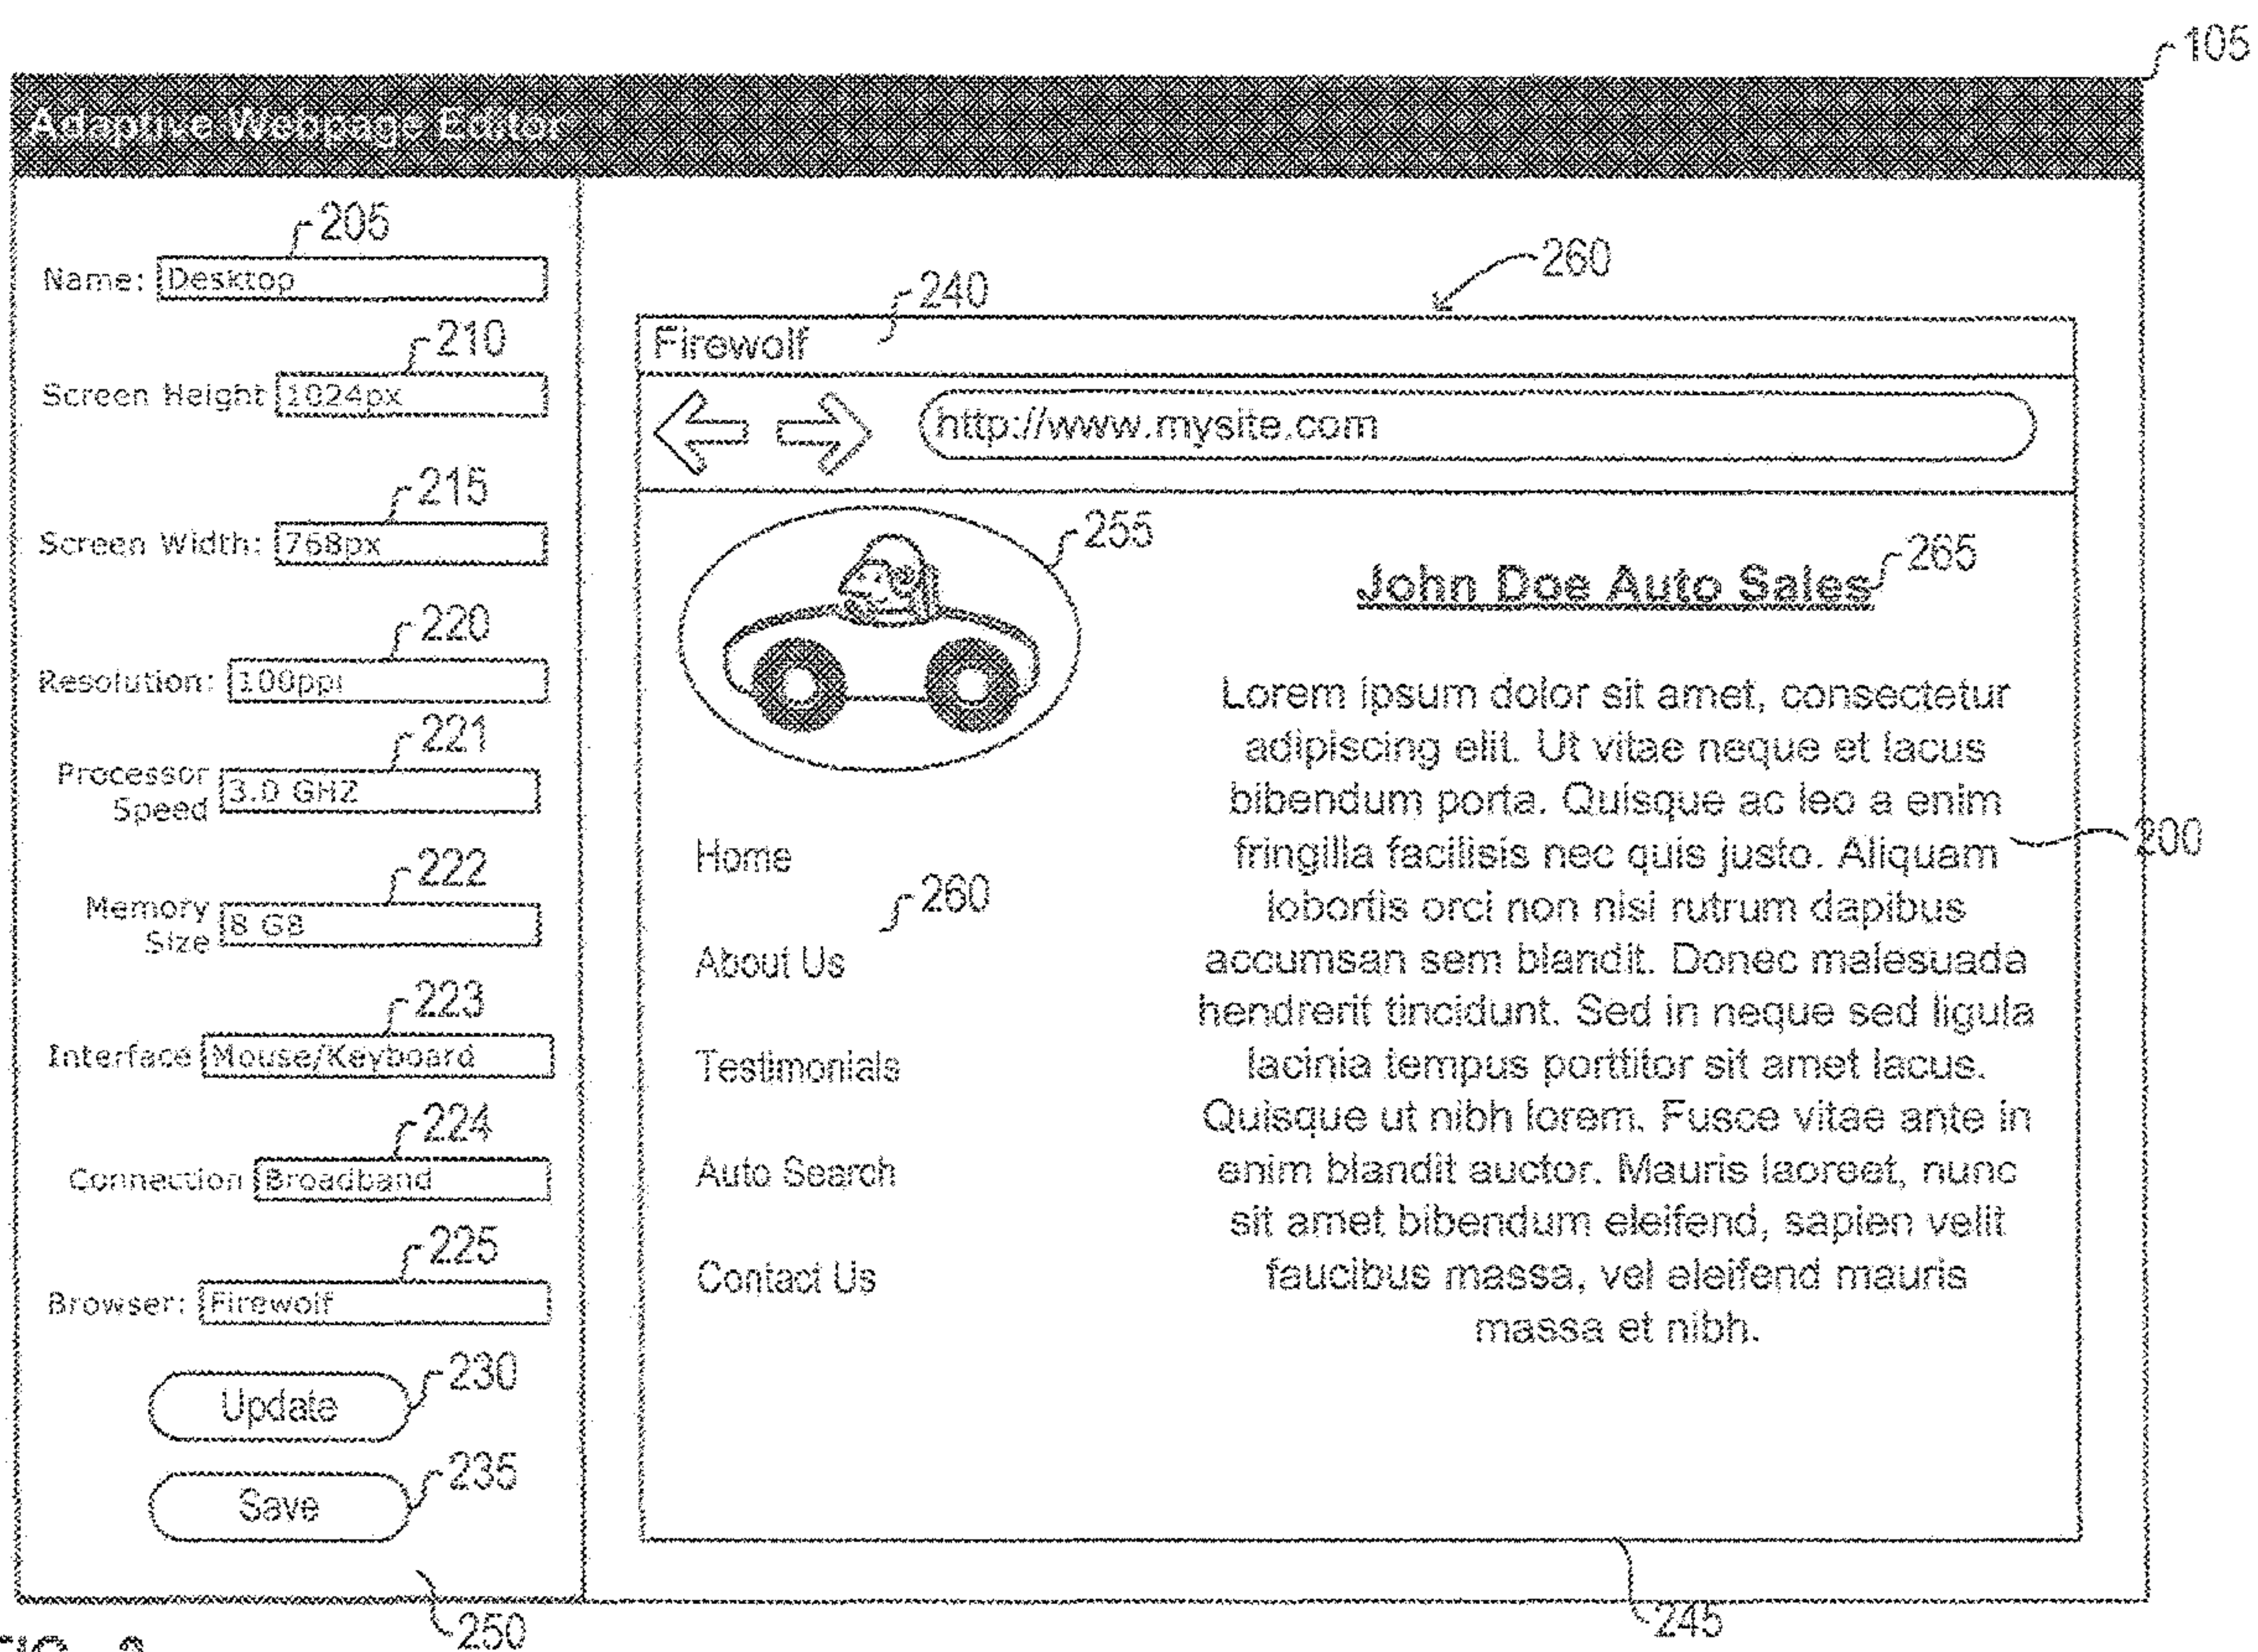 105
Adaptive Webpage Editor
205
Name: Desktop
210
Screen Height 1024px
215
Screen Width: 768px
220
Resolution: 100ppi
221
Processor Speed 3.0 GHZ
222
Memory Size 8 GB
223
Interface Mouse/Keyboard
224
Connection Broadband
225
Browser: Firewolf
Update 230
Save 235
250
260
240
Firewolf
http://www.mysite.com
255
John Doe Auto Sales 265
Lorem ipsum dolor sit amet, consectetur
adipiscing elit. Ut vitae neque et lacus
bibendum porta. Quisque ac leo a enim
fringilla facilisis nec quis justo. Aliquam
200
lobortis orci non nisi rutrum dapibus
accumsan sem blandit. Donec malesuada
hendrerit tincidunt. Sed in neque sed ligula
lacinia tempus porttitor sit amet lacus.
Quisque ut nibh lorem. Fusce vitae ante in
enim blandit auctor. Mauris laoreet, nunc
sit amet bibendum eleifend, sapien velit
faucibus massa, vel eleifend mauris
massa et nibh.
Home
260
About Us
Testimonials
Auto Search
Contact Us
245